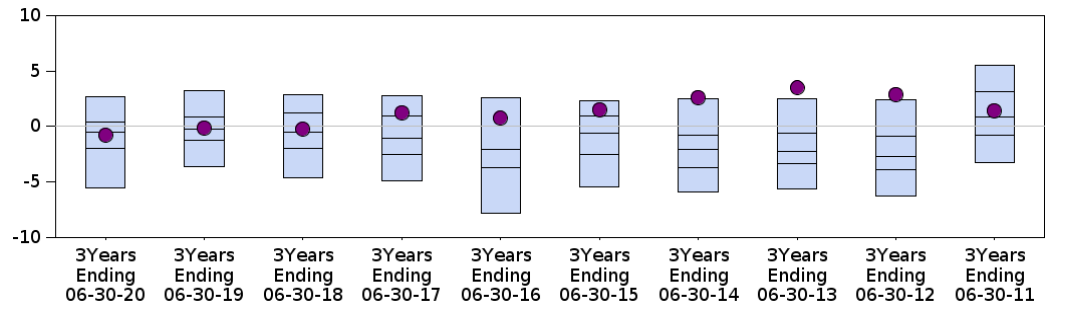 10
5
0
-5
-10
3Years 3Years 3Years 3Years 3Years 3Years 3Years 3Years 3Years 3Years
Ending Ending Ending Ending Ending Ending Ending Ending Ending Ending
06-30-20 06-30-19 06-30-18 06-30-17 06-30-16 06-30-15 06-30-14 06-30-13 06-30-12 06-30-11